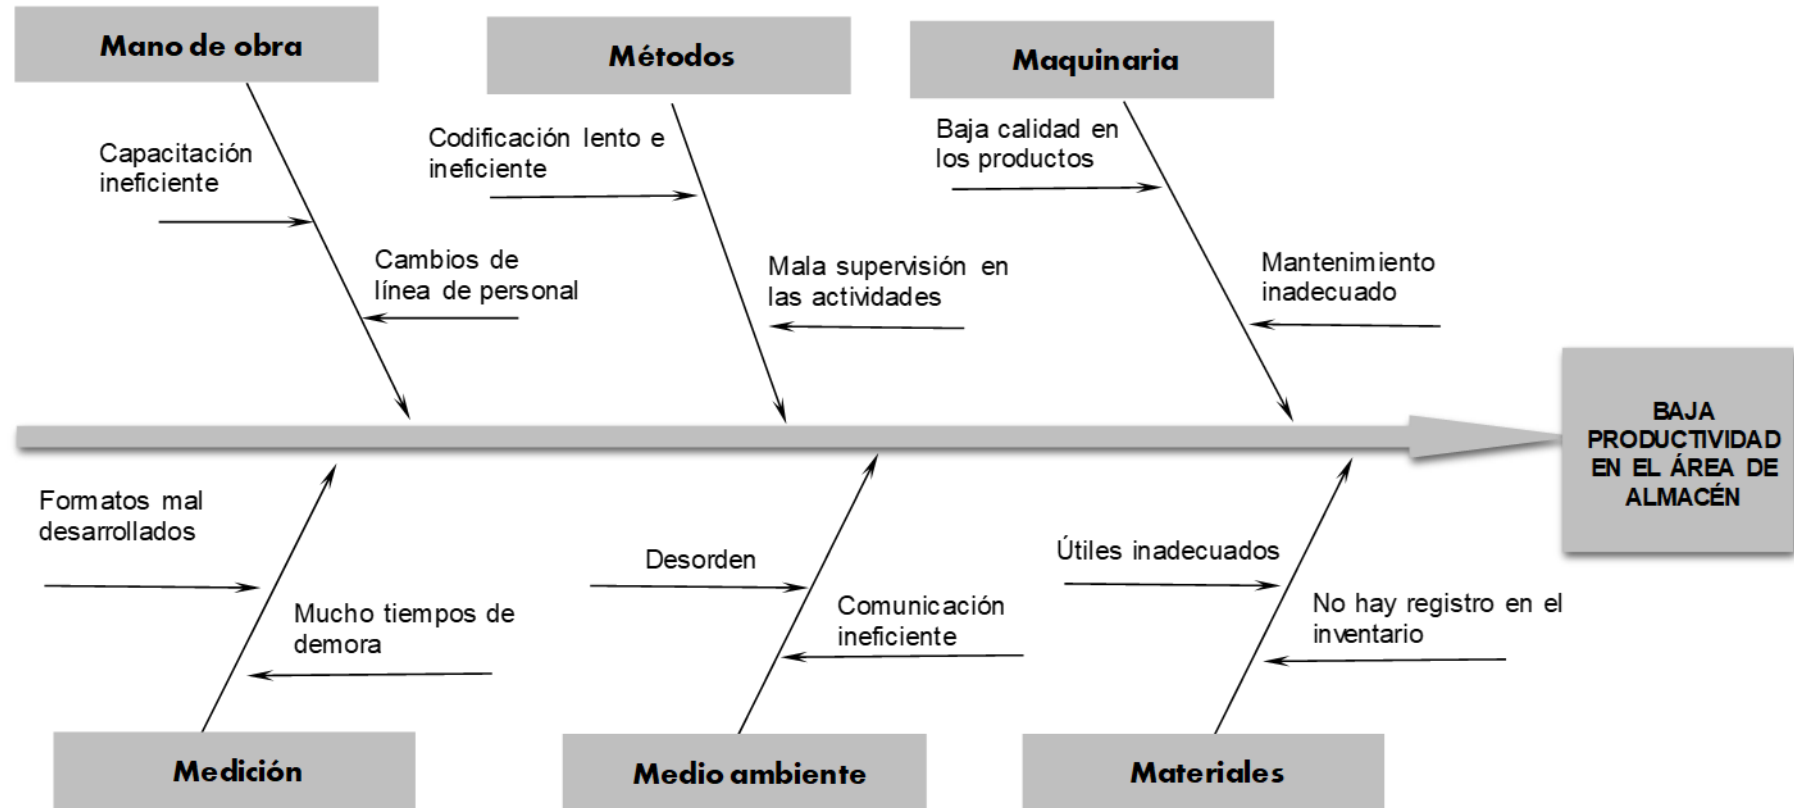 Mano de obra
Métodos
Maquinaria
Capacitación
ineficiente
Cambios de
línea de personal
Codificación lento e
ineficiente
Mala supervisión en
las actividades
Baja calidad en
los productos
Mantenimiento
inadecuado
BAJA
PRODUCTIVIDAD
EN EL ÁREA DE
ALMACÉN
Formatos mal
desarrollados
Mucho tiempos de
demora
Desorden
Comunicación
ineficiente
Útiles inadecuados
No hay registro en el
inventario
Medición
Medio ambiente
Materiales